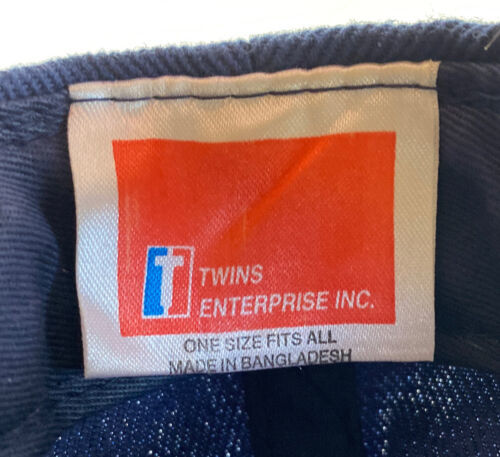 T
TWINS
ENTERPRISE INC.
ONE SIZE FITS ALL
MADE IN BANGLADESH